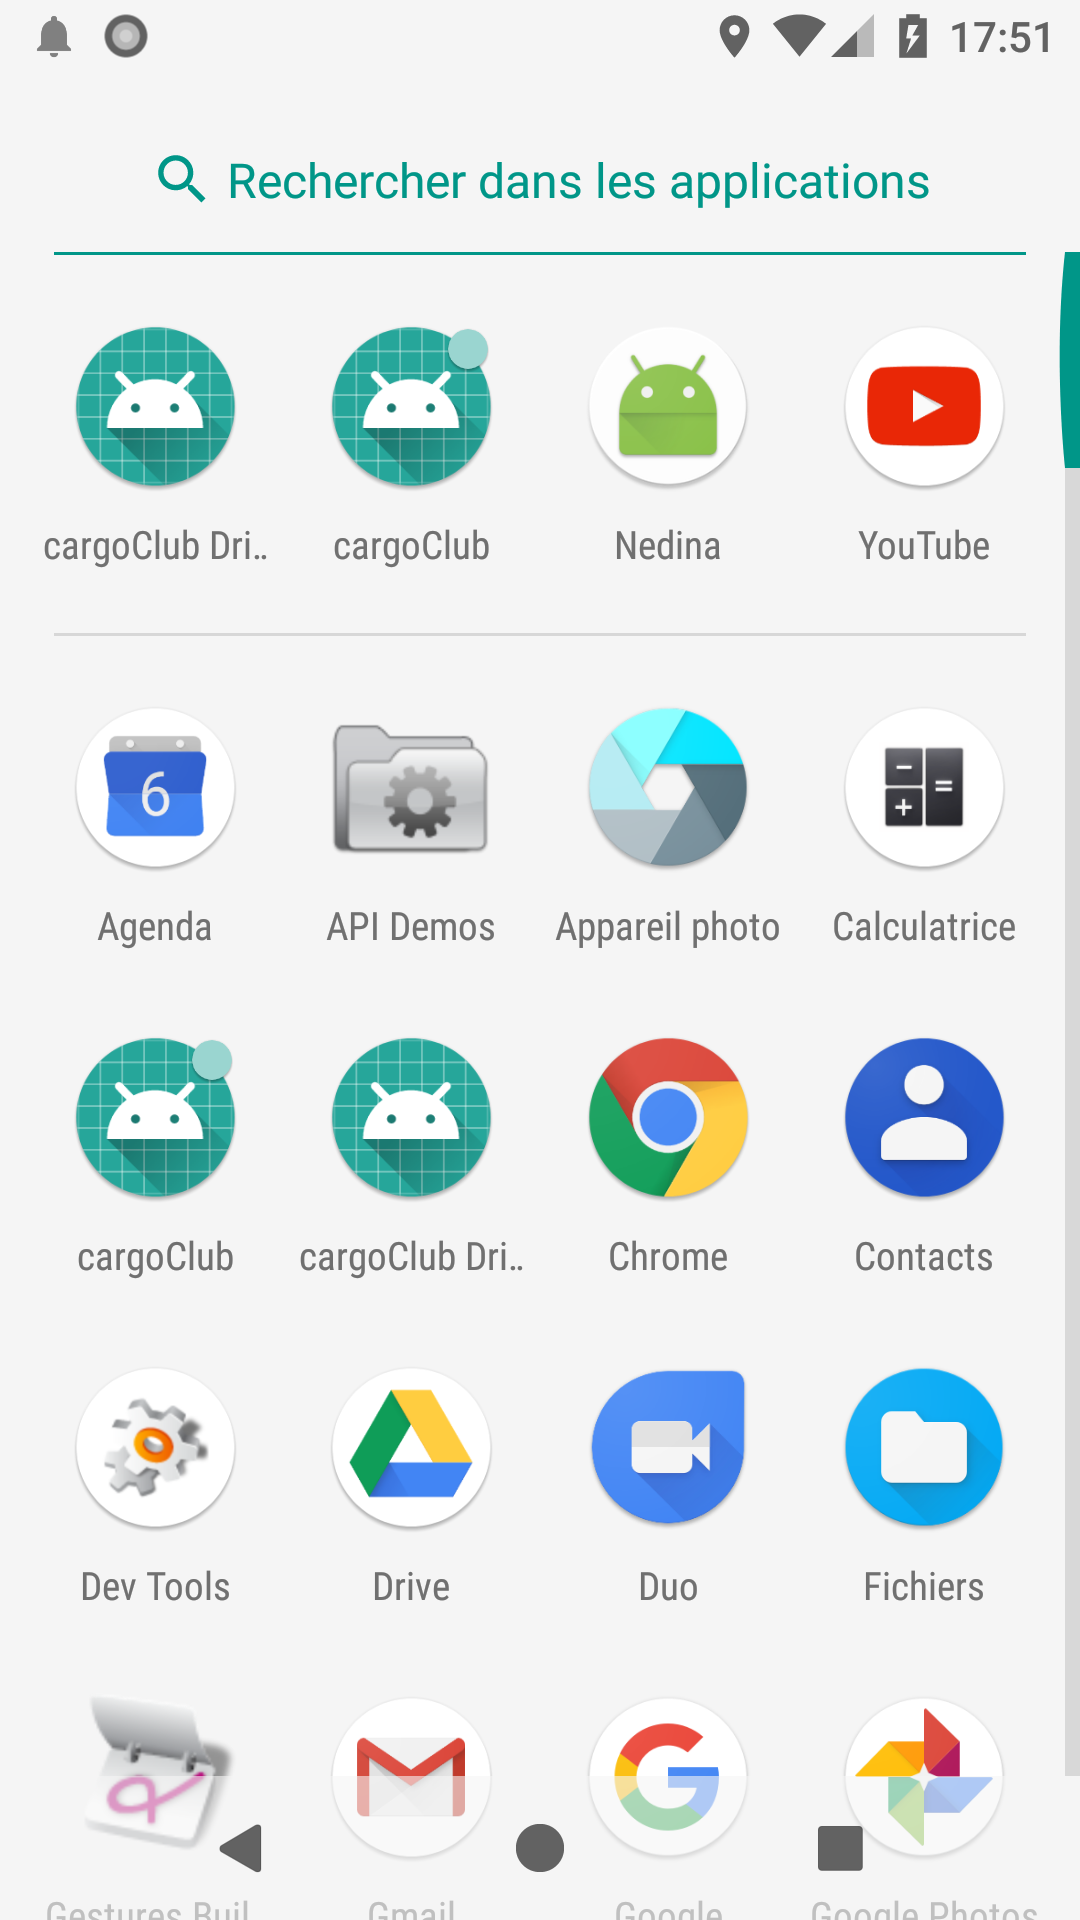 17:51
Rechercher dans les applications
cargoClub Dri..
cargoClub
Nedina
YouTube
6
Agenda
API Demos
Appareil photo
Calculatrice
cargoClub
cargoClub Dri..
Chrome
Contacts
Dev Tools
Drive
Duo
Fichiers
Gestures Buil
Gmail
Google
Google Photos